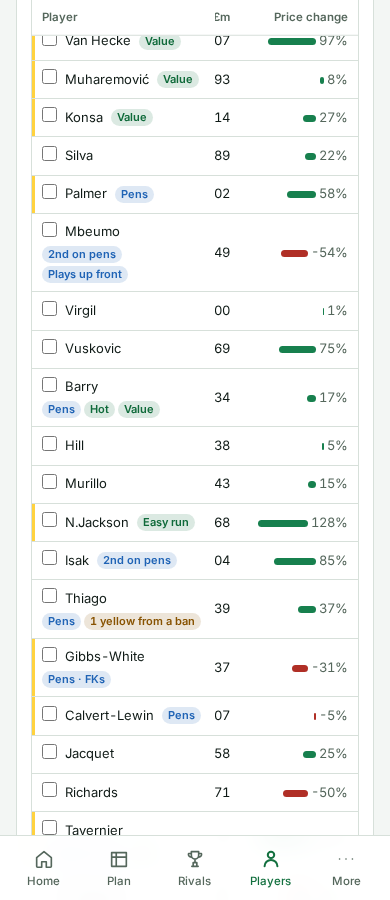 Player £m Price change
Van Hecke Value 07 97%
Muharemović Value 93 8%
Konsa Value 14 27%
Silva 89 22%
Palmer Pens 02 58%
Mbeumo
2nd on pens 49 -54%
Plays up front
Virgil 00 1%
Vuskovic 69 75%
Barry
Pens Hot Value 34 17%
Hill 38 5%
Murillo 43 15%
N.Jackson Easy run 68 128%
Isak 2nd on pens 04 85%
Thiago
Pens 1 yellow from a ban 39 37%
Gibbs-White
Pens · FKs 37 -31%
Calvert-Lewin Pens 07 -5%
Jacquet 58 25%
Richards 71 -50%
Tavernier
Home Plan Rivals Players More